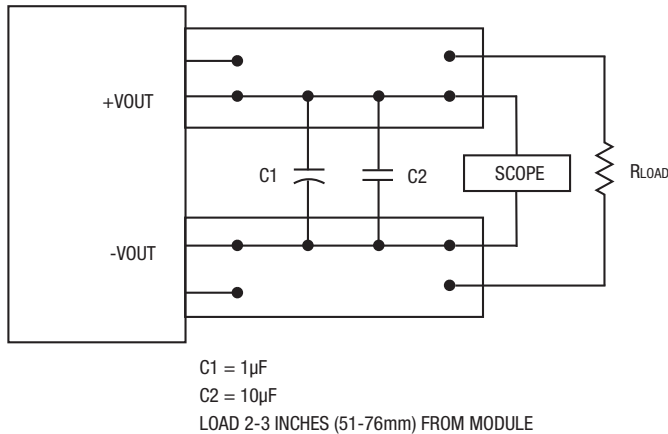 +VOUT
C1
C2
SCOPE
RLOAD
-VOUT
C1 = 1µF
C2 = 10µF
LOAD 2-3 INCHES (51-76mm) FROM MODULE